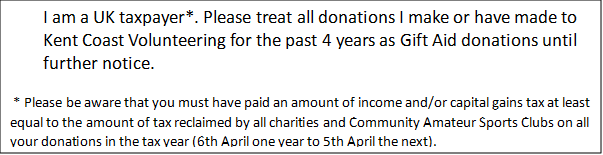 I am a UK taxpayer*. Please treat all donations I make or have made to
Kent Coast Volunteering for the past 4 years as Gift Aid donations until
further notice.
* Please be aware that you must have paid an amount of income and/or capital gains tax at least
equal to the amount of tax reclaimed by all charities and Community Amateur Sports Clubs on all
your donations in the tax year (6th April one year to 5th April the next).